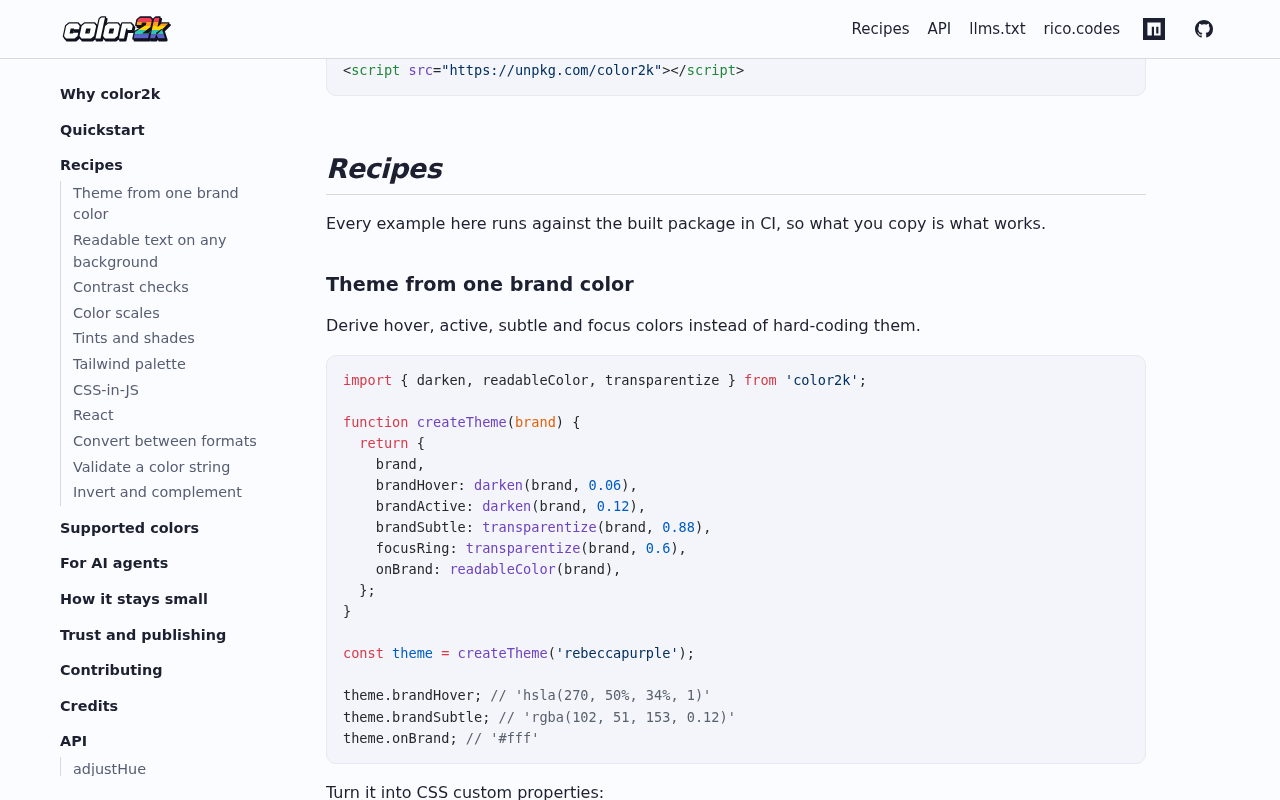 color2k
Recipes API llms.txt rico.codes
Why color2k
Quickstart
Recipes
Theme from one brand
color
Readable text on any
background
Contrast checks
Color scales
Tints and shades
Tailwind palette
CSS-in-JS
React
Convert between formats
Validate a color string
Invert and complement
Supported colors
For AI agents
How it stays small
Trust and publishing
Contributing
Credits
API
adjustHue
<script src="https://unpkg.com/color2k"></script>
Recipes
Every example here runs against the built package in CI, so what you copy is what works.
Theme from one brand color
Derive hover, active, subtle and focus colors instead of hard-coding them.
import { darken, readableColor, transparentize } from 'color2k';
function createTheme(brand) {
  return {
    brand,
    brandHover: darken(brand, 0.06),
    brandActive: darken(brand, 0.12),
    brandSubtle: transparentize(brand, 0.88),
    focusRing: transparentize(brand, 0.6),
    onBrand: readableColor(brand),
  };
}
const theme = createTheme('rebeccapurple');
theme.brandHover; // 'hsla(270, 50%, 34%, 1)'
theme.brandSubtle; // 'rgba(102, 51, 153, 0.12)'
theme.onBrand; // '#fff'
Turn it into CSS custom properties: